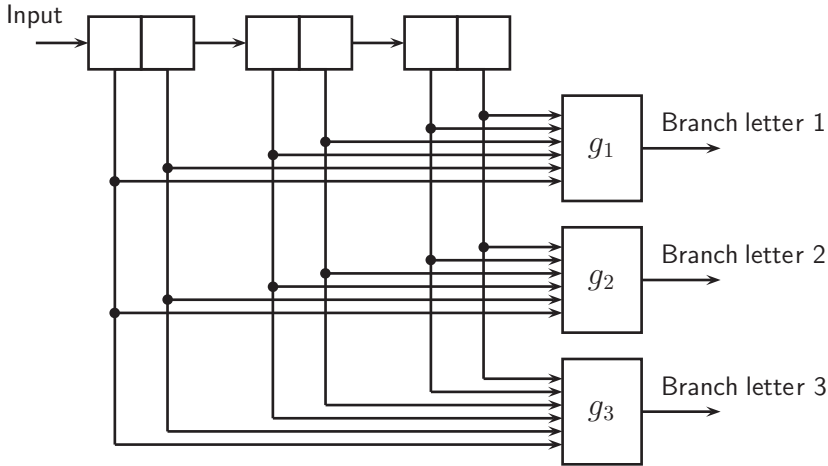 Input
g₁
Branch letter 1
g₂
Branch letter 2
g₃
Branch letter 3